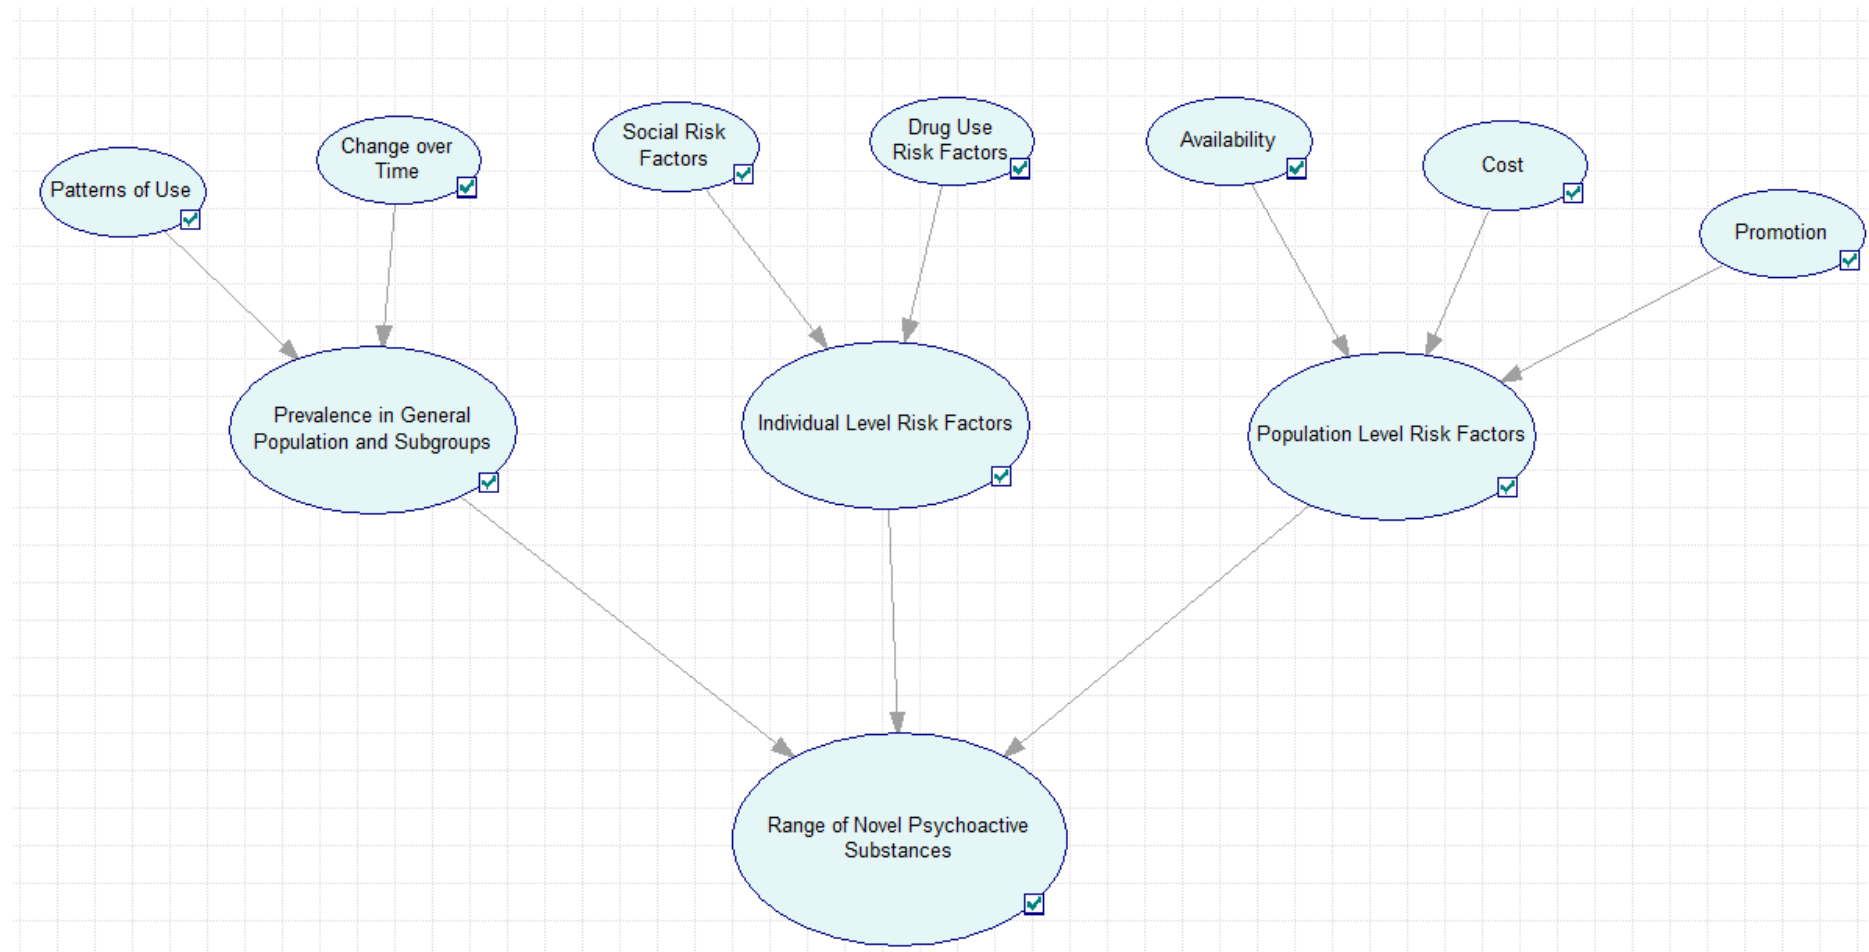 Patterns of Use
Change over
Time
Social Risk
Factors
Drug Use
Risk Factors
Availability
Cost
Promotion
Prevalence in General
Population and Subgroups
Individual Level Risk Factors
Population Level Risk Factors
Range of Novel Psychoactive
Substances